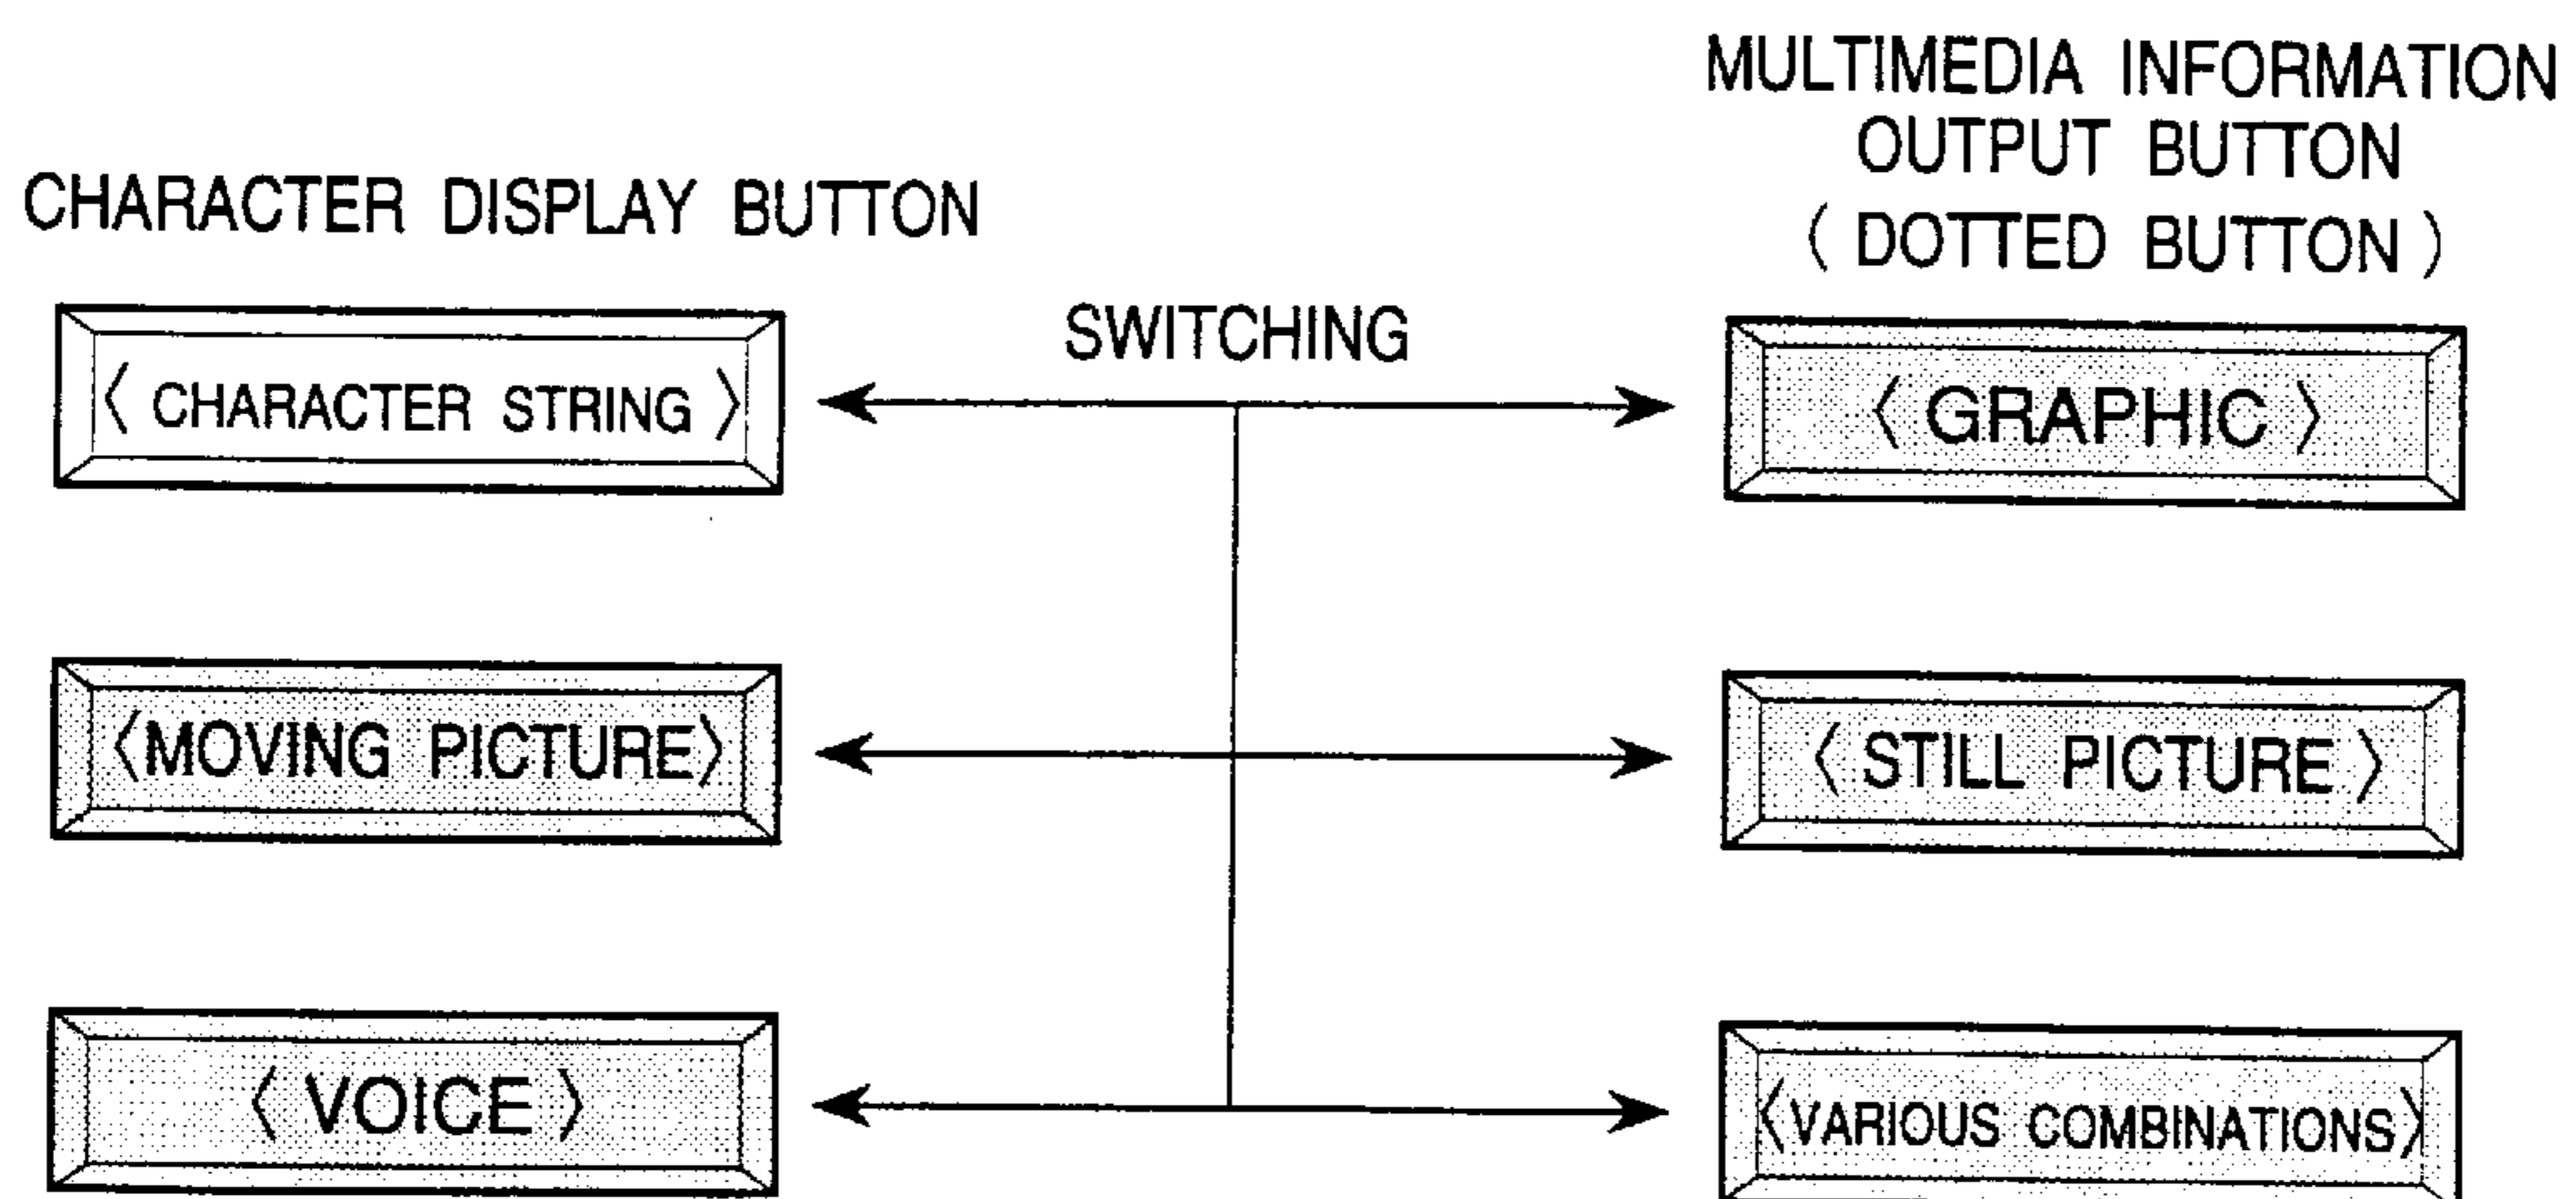 MULTIMEDIA INFORMATION
OUTPUT BUTTON
( DOTTED BUTTON )
CHARACTER DISPLAY BUTTON
SWITCHING
〈 CHARACTER STRING 〉
〈 GRAPHIC 〉
〈MOVING PICTURE〉
〈 STILL PICTURE 〉
〈 VOICE 〉
〈VARIOUS COMBINATIONS〉